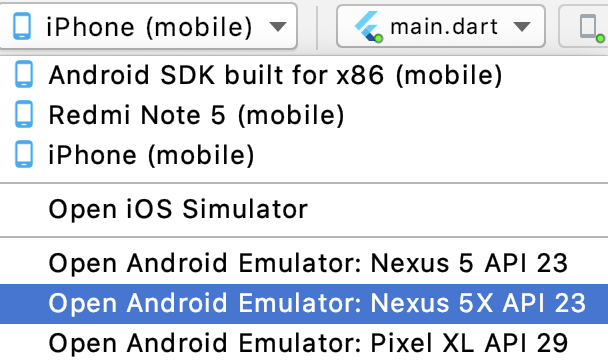 iPhone (mobile) main.dart
Android SDK built for x86 (mobile)
Redmi Note 5 (mobile)
iPhone (mobile)
Open iOS Simulator
Open Android Emulator: Nexus 5 API 23
Open Android Emulator: Nexus 5X API 23
Open Android Emulator: Pixel XL API 29